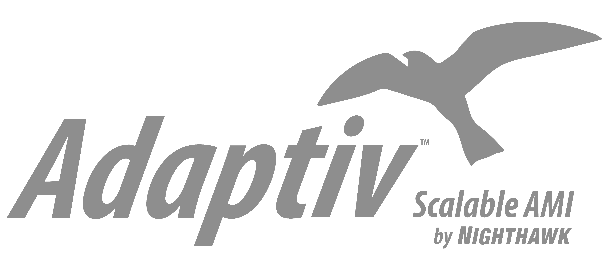 Adaptiv™
Scalable AMI
by NIGHTHAWK